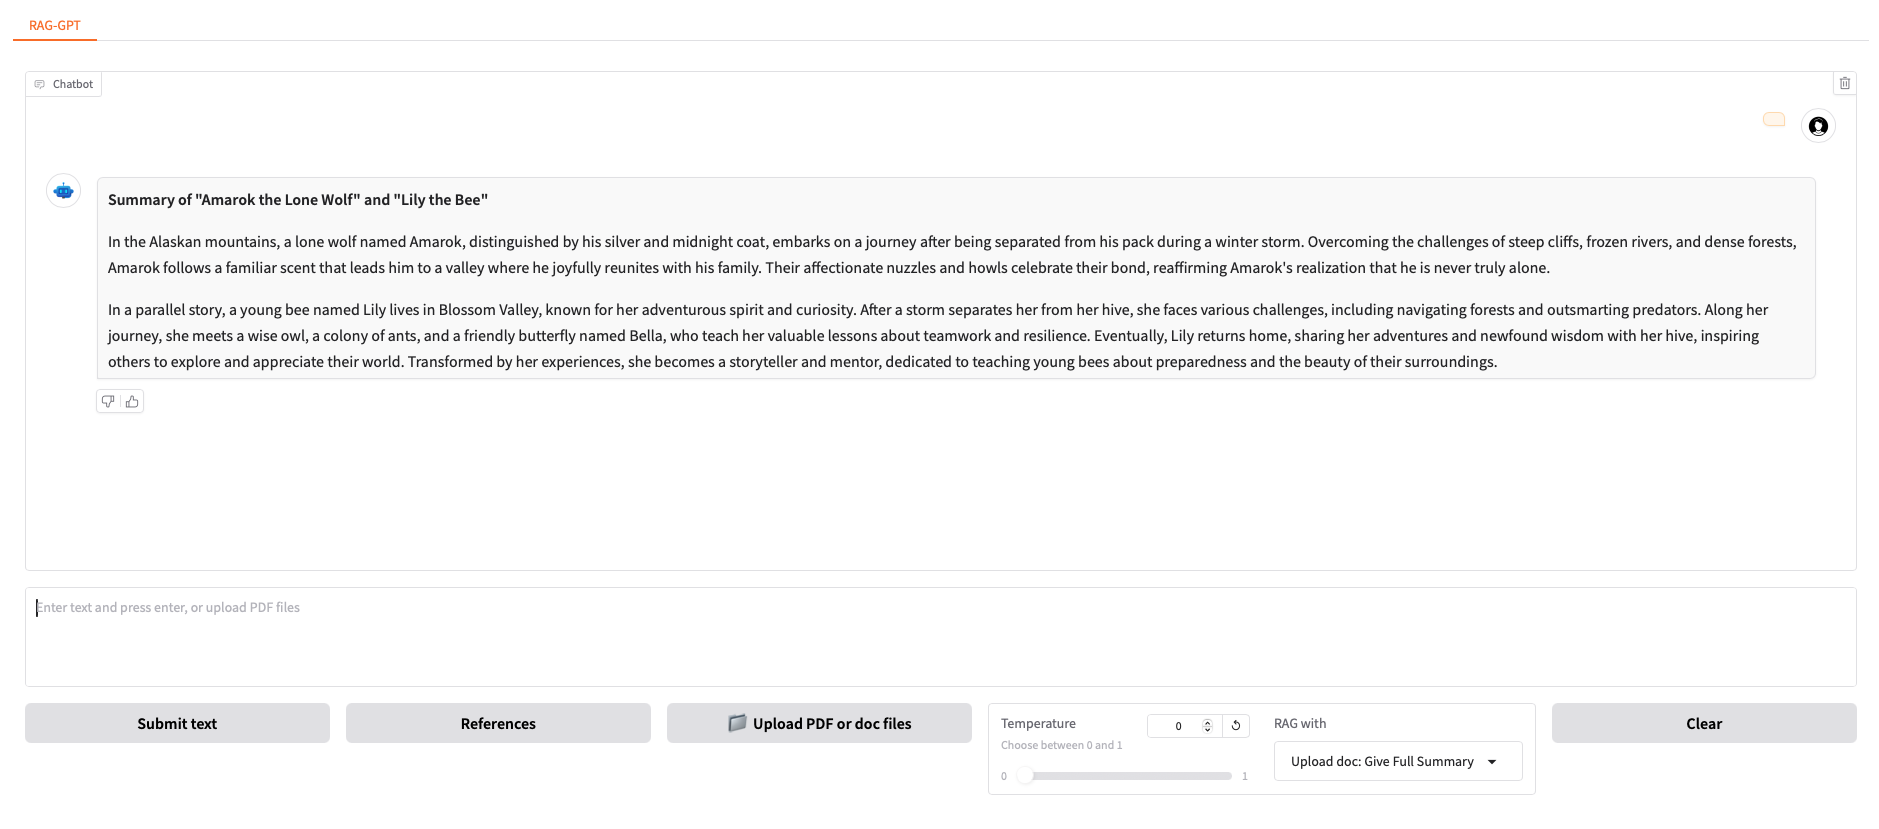 RAG-GPT
Chatbot
Summary of "Amarok the Lone Wolf" and "Lily the Bee"
In the Alaskan mountains, a lone wolf named Amarok, distinguished by his silver and midnight coat, embarks on a journey after being separated from his pack during a winter storm. Overcoming the challenges of steep cliffs, frozen rivers, and dense forests,
Amarok follows a familiar scent that leads him to a valley where he joyfully reunites with his family. Their affectionate nuzzles and howls celebrate their bond, reaffirming Amarok's realization that he is never truly alone.
In a parallel story, a young bee named Lily lives in Blossom Valley, known for her adventurous spirit and curiosity. After a storm separates her from her hive, she faces various challenges, including navigating forests and outsmarting predators. Along her
journey, she meets a wise owl, a colony of ants, and a friendly butterfly named Bella, who teach her valuable lessons about teamwork and resilience. Eventually, Lily returns home, sharing her adventures and newfound wisdom with her hive, inspiring
others to explore and appreciate their world. Transformed by her experiences, she becomes a storyteller and mentor, dedicated to teaching young bees about preparedness and the beauty of their surroundings.
Enter text and press enter, or upload PDF files
Submit text
References
Upload PDF or doc files
Temperature
0
Choose between 0 and 1
0
1
RAG with
Upload doc: Give Full Summary
Clear